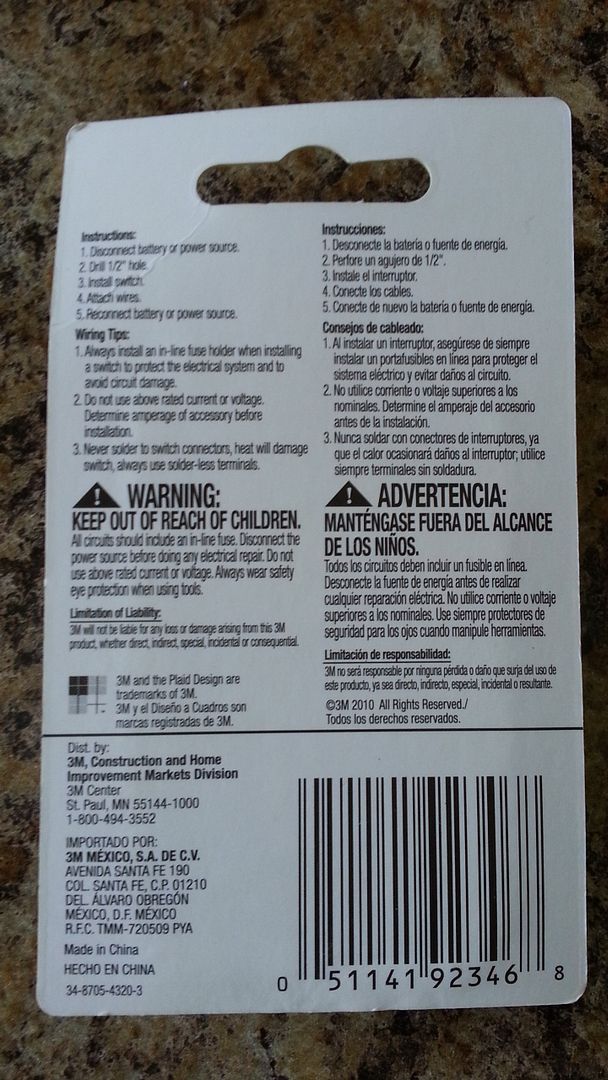 Instructions:
1. Disconnect battery or power source.
2. Drill 1/2" hole.
3. Install switch.
4. Attach wires.
5. Reconnect battery or power source.
Wiring Tips:
1. Always install an in-line fuse holder when installing
a switch to protect the electrical system and to
avoid circuit damage.
2. Do not use above rated current or voltage.
Determine amperage of accessory before
installation.
3. Never solder to switch connectors, heat will damage
switch, always use solder-less terminals.
WARNING:
KEEP OUT OF REACH OF CHILDREN.
All circuits should include an in-line fuse. Disconnect the
power source before doing any electrical repair. Do not
use above rated current or voltage. Always wear safety
eye protection when using tools.
Limitation of Liability:
3M will not be liable for any loss or damage arising from this 3M
product, whether direct, indirect, special, incidental or consequential.
3M and the Plaid Design are
trademarks of 3M.
3M y el Diseño a Cuadros son
marcas registradas de 3M.
Instrucciones:
1. Desconecte la batería o fuente de energía.
2. Perfore un agujero de 1/2".
3. Instale el interruptor.
4. Conecte los cables.
5. Conecte de nuevo la batería o fuente de energía.
Consejos de cableado:
1. Al instalar un interruptor, asegúrese de siempre
instalar un portafusibles en línea para proteger el
sistema eléctrico y evitar daños al circuito.
2. No utilice corriente o voltaje superiores a los
nominales. Determine el amperaje del accesorio
antes de la instalación.
3. Nunca soldar con conectores de interruptores, ya
que el calor ocasionará daños al interruptor; utilice
siempre terminales sin soldadura.
ADVERTENCIA:
MANTÉNGASE FUERA DEL ALCANCE
DE LOS NIÑOS.
Todos los circuitos deben incluir un fusible en línea.
Desconecte la fuente de energía antes de realizar
cualquier reparación eléctrica. No utilice corriente o voltaje
superiores a los nominales. Use siempre protectores de
seguridad para los ojos cuando manipule herramientas.
Limitación de responsabilidad:
3M no será responsable por ninguna pérdida o daño que surja del uso de
este producto, ya sea directo, indirecto, especial, incidental o resultante.
©3M 2010 All Rights Reserved./
Todos los derechos reservados.
Dist. by:
3M, Construction and Home
Improvement Markets Division
3M Center
St. Paul, MN 55144-1000
1-800-494-3552
IMPORTADO POR:
3M MÉXICO, S.A. DE C.V.
AVENIDA SANTA FE 190
COL. SANTA FE, C.P. 01210
DEL. ÁLVARO OBREGÓN
MÉXICO, D.F. MÉXICO
R.F.C. TMM-720509 PYA
Made in China
HECHO EN CHINA
34-8705-4320-3
0 51141 92346 8